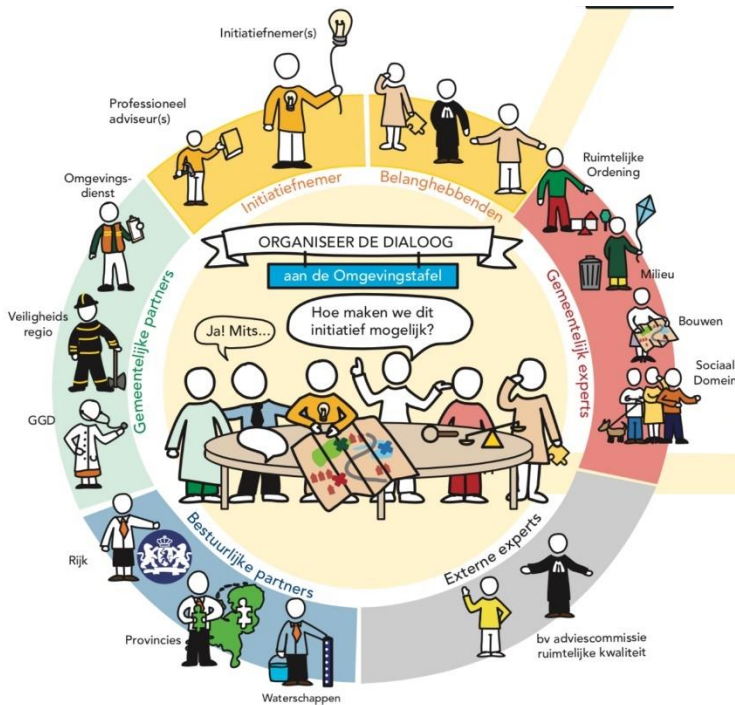 Initiatiefnemer(s)
Professioneel
adviseur(s)
Omgevings-
dienst
Veiligheids
regio
GGD
Rijk
Provincies
Waterschappen
bv adviescommissie
ruimtelijke kwaliteit
Ruimtelijke
Ordening
Milieu
Bouwen
Sociaal
Domein
Initiatiefnemer
Belanghebbenden
Gemeentelijk experts
Externe experts
Bestuurlijke partners
Gemeentelijke partners
ORGANISEER DE DIALOOG
aan de Omgevingstafel
Ja! Mits...
Hoe maken we dit
initiatief mogelijk?